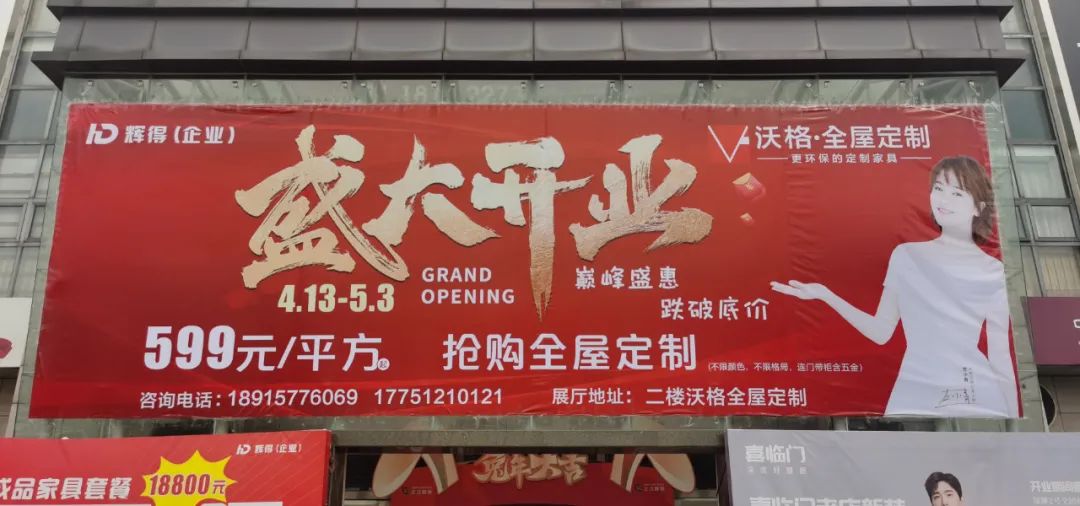 辉得(企业)
沃格·全屋定制
更环保的定制家具
盛大开业
GRAND
OPENING
4.13-5.3
巅峰盛惠
跌破底价
599元/平方起
抢购全屋定制
(不限颜色，不限格局，连门带柜含五金)
咨询电话：18915776069 17751210121
展厅地址：二楼沃格全屋定制
辉得(企业)
成品家具套餐
18800元
兔年大吉
喜临门